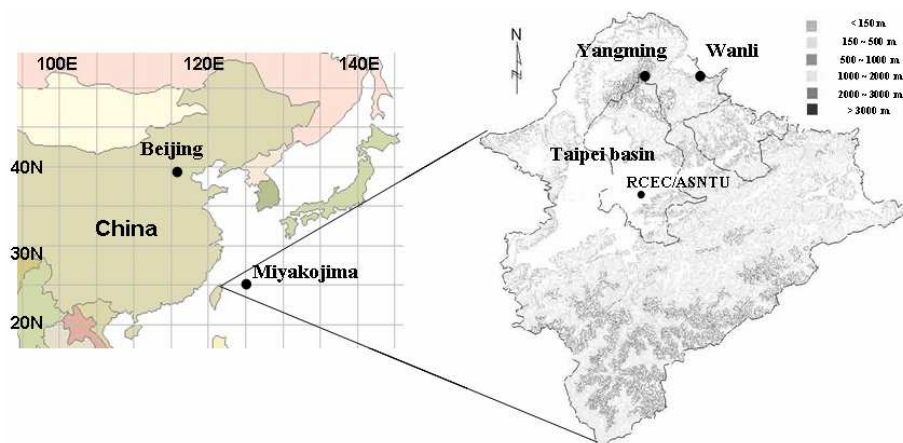 100E 120E 140E
Beijing
40N
China
30N
Miyakojima
20N
N
Yangming Wanli
Taipei basin
RCEC/ASNTU
< 150 m
150 ~ 500 m
500 ~ 1000 m
1000 ~ 2000 m
2000 ~ 3000 m
> 3000 m